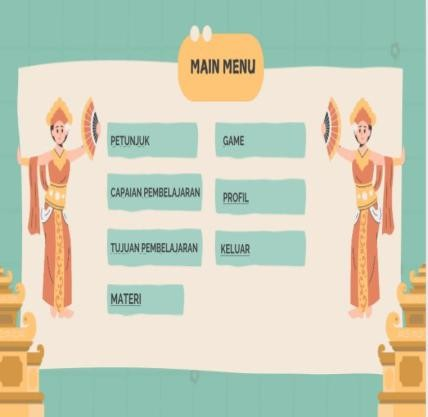 MAIN MENU
PETUNJUK
CAPAIAN PEMBELAJARAN
TUJUAN PEMBELAJARAN
MATERI
GAME
PROFIL
KELUAR